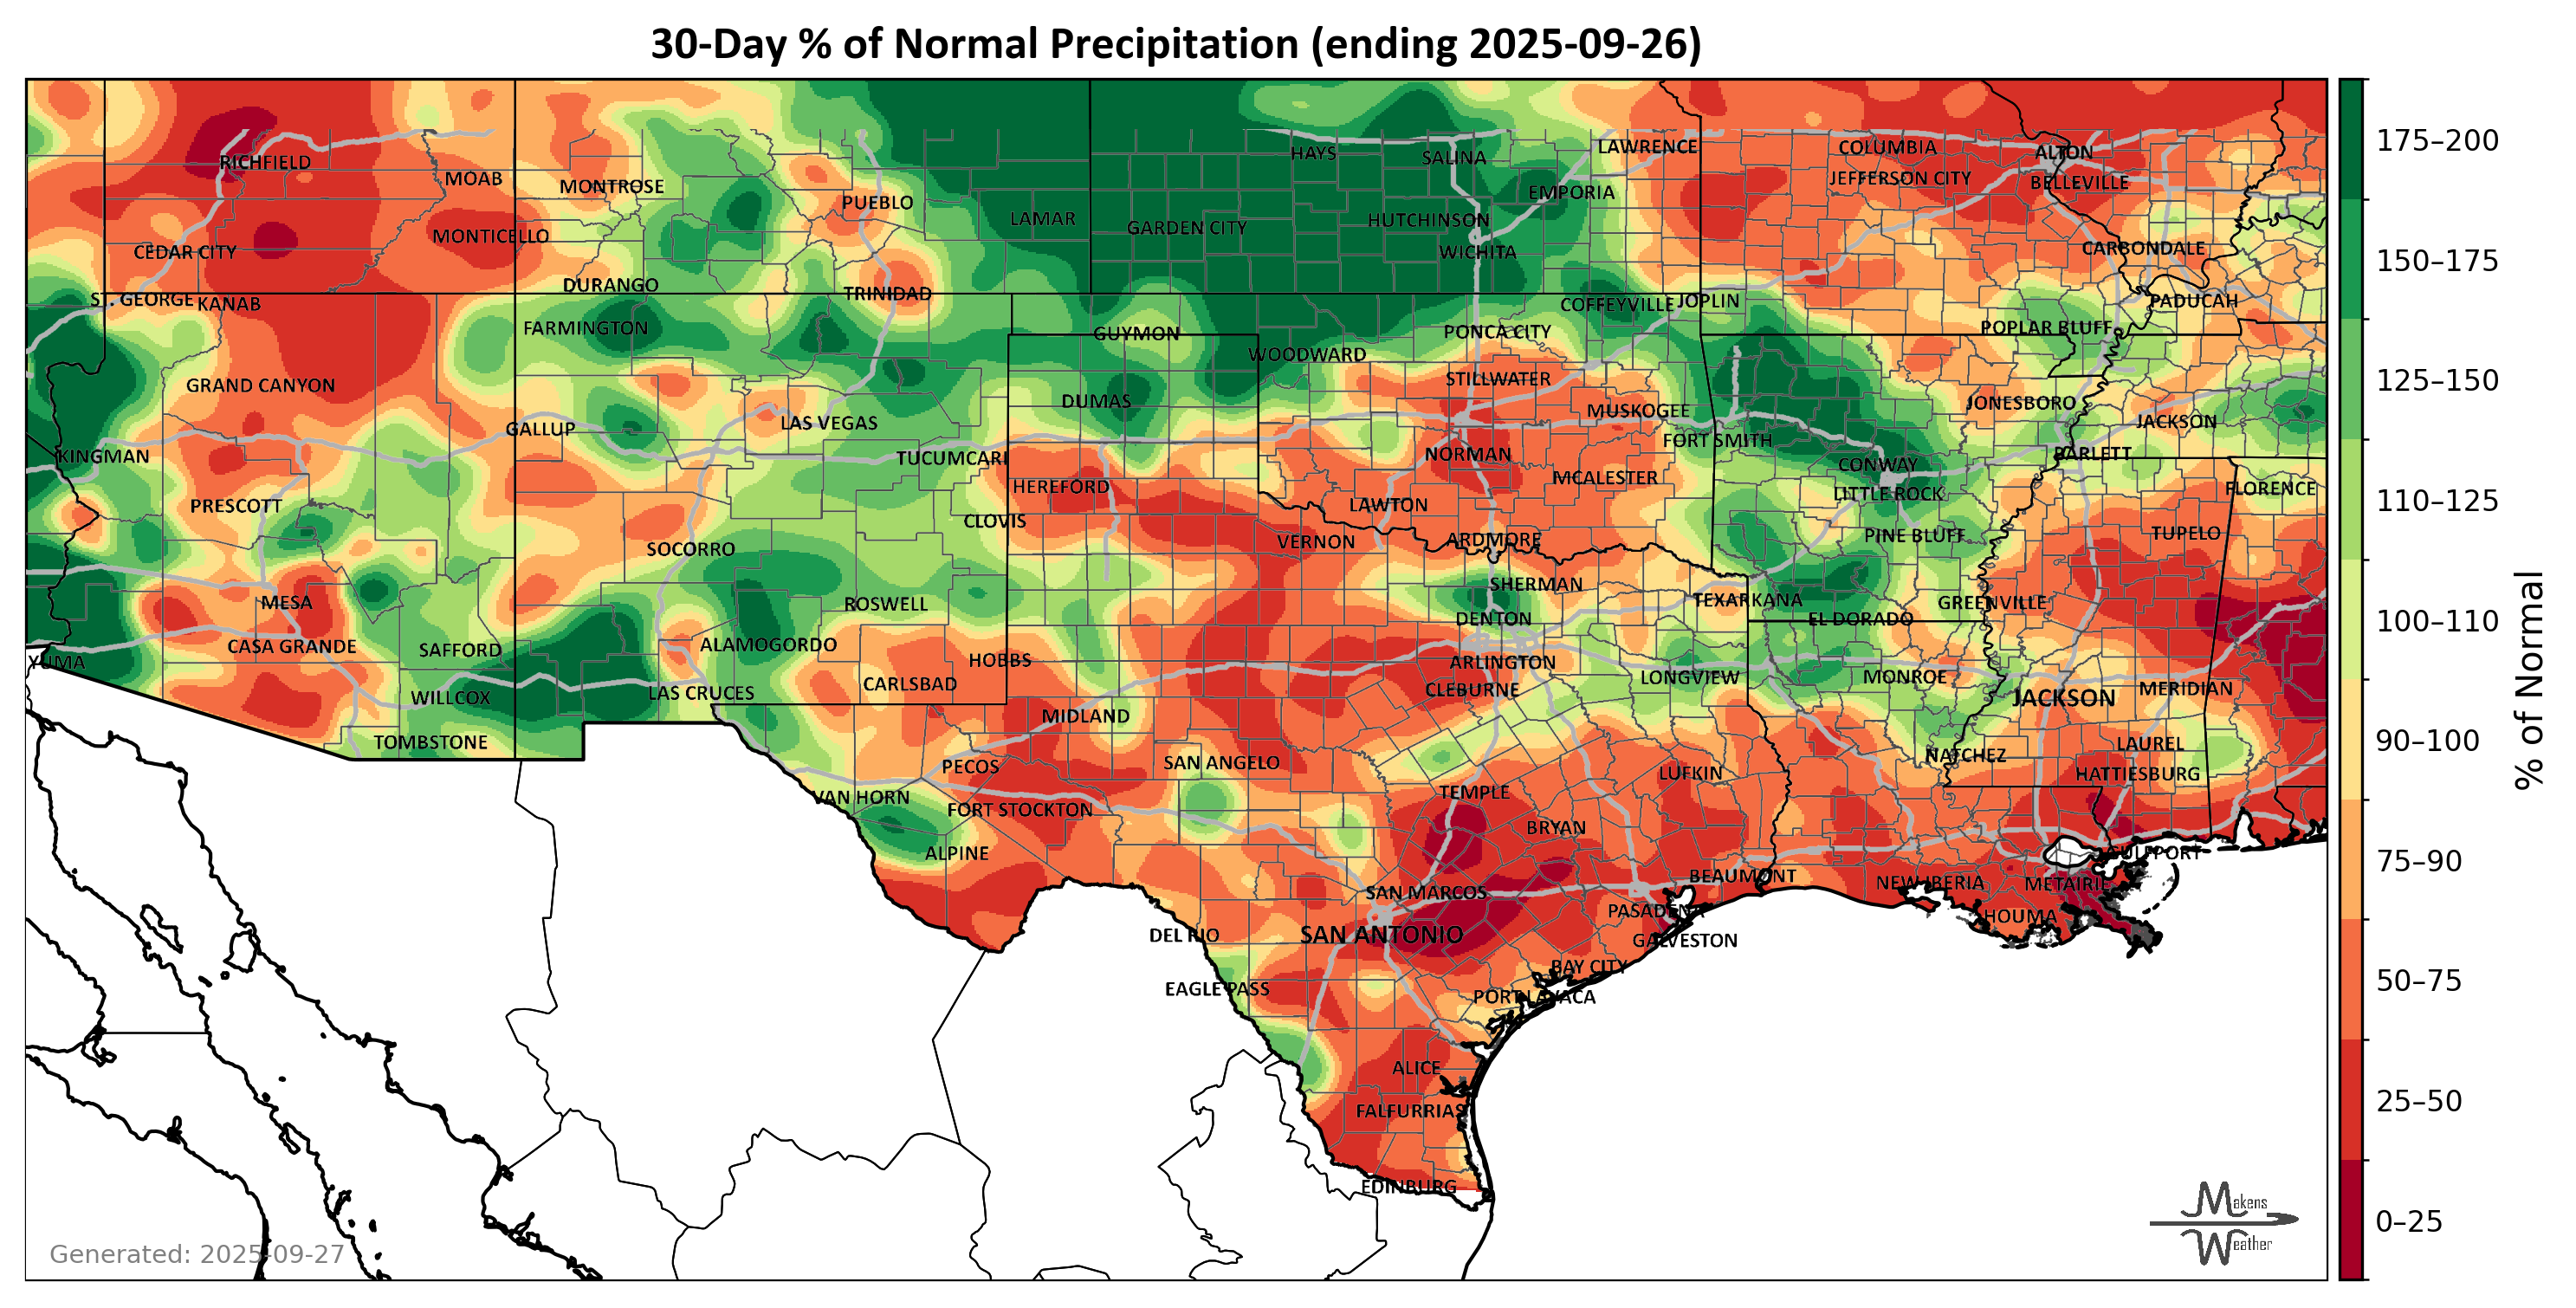 30-Day % of Normal Precipitation (ending 2025-09-26)
HAYS
SALINA
LAWRENCE
COLUMBIA
ALTON
RICHFIELD
MOAB
MONTROSE
PUEBLO
LAMAR
EMPORIA
JEFFERSON CITY
BELLEVILLE
GARDEN CITY
HUTCHINSON
WICHITA
CEDAR CITY
MONTICELLO
CARBONDALE
ST. GEORGE
KANAB
DURANGO
TRINIDAD
COFFEYVILLE
JOPLIN
PADUCAH
FARMINGTON
GUYMON
PONCA CITY
POPLAR BLUFF
WOODWARD
GRAND CANYON
DUMAS
STILLWATER
MUSKOGEE
JONESBORO
JACKSON
GALLUP
LAS VEGAS
FORT SMITH
KINGMAN
TUCUMCARI
NORMAN
CONWAY
BARLETT
HEREFORD
MCALESTER
LITTLE ROCK
FLORENCE
PRESCOTT
CLOVIS
LAWTON
PINE BLUFF
TUPELO
SOCORRO
VERNON
ARDMORE
MESA
ROSWELL
SHERMAN
DENTON
TEXARKANA
EL DORADO
GREENVILLE
CASA GRANDE
SAFFORD
ALAMOGORDO
HOBBS
ARLINGTON
YUMA
WILLCOX
LAS CRUCES
CARLSBAD
CLEBURNE
LONGVIEW
MONROE
JACKSON
MERIDIAN
TOMBSTONE
MIDLAND
NATCHEZ
LAUREL
PECOS
SAN ANGELO
LUFKIN
HATTIESBURG
VAN HORN
FORT STOCKTON
TEMPLE
BRYAN
ALPINE
GULFPORT
SAN MARCOS
BEAUMONT
NEW IBERIA
METAIRIE
PASADENA
HOUMA
DEL RIO
SAN ANTONIO
GALVESTON
EAGLE PASS
BAY CITY
PORT LAVACA
ALICE
FALFURRIAS
EDINBURG
175–200
150–175
125–150
110–125
100–110
90–100
75–90
50–75
25–50
0–25
% of Normal
Generated: 2025-09-27
Makens
Weather